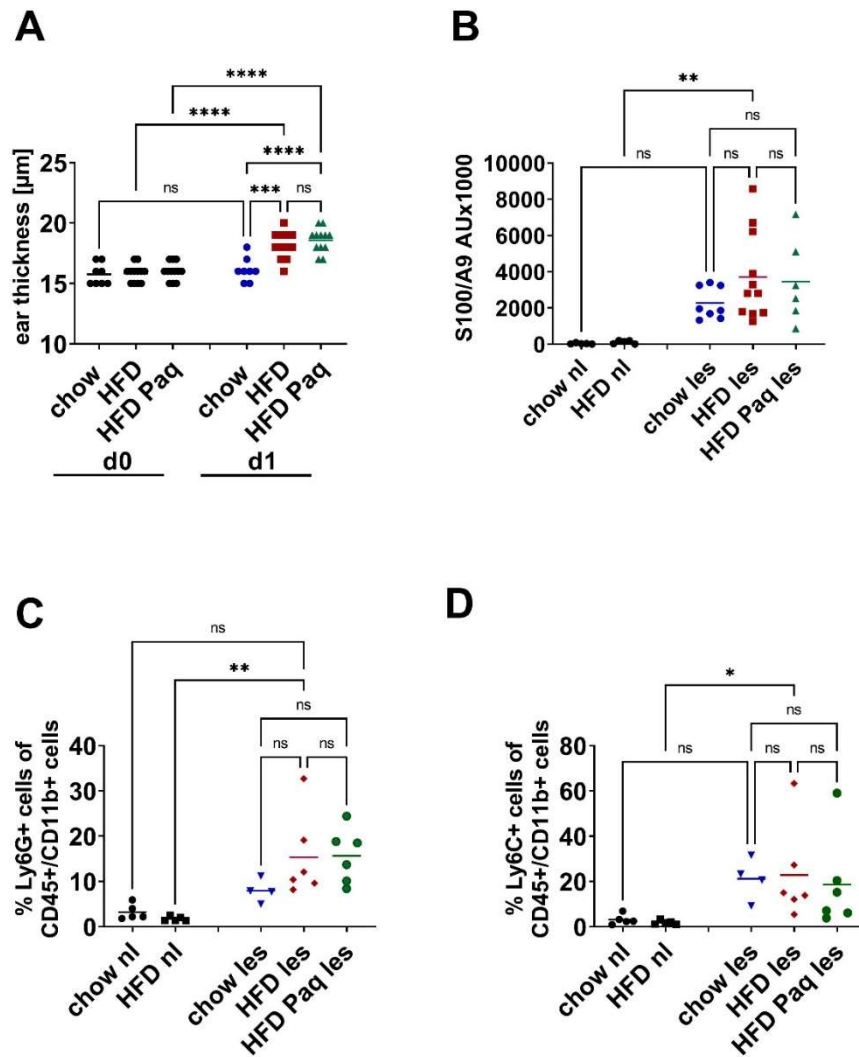 A
****
****
****
ns
***
ns
ear thickness [µm]
25
20
15
10
chow
HFD
HFD Paq
chow
HFD
HFD Paq
d0
d1
B
**
ns
ns
ns
ns
S100/A9 AUx1000
10000
8000
6000
4000
2000
0
chow nl
HFD nl
chow les
HFD les
HFD Paq les
C
ns
**
ns
ns
ns
% Ly6G+ cells of
CD45+/CD11b+ cells
40
30
20
10
0
chow nl
HFD nl
chow les
HFD les
HFD Paq les
D
*
ns
ns
ns
ns
% Ly6C+ cells of
CD45+/CD11b+ cells
80
60
40
20
0
chow nl
HFD nl
chow les
HFD les
HFD Paq les